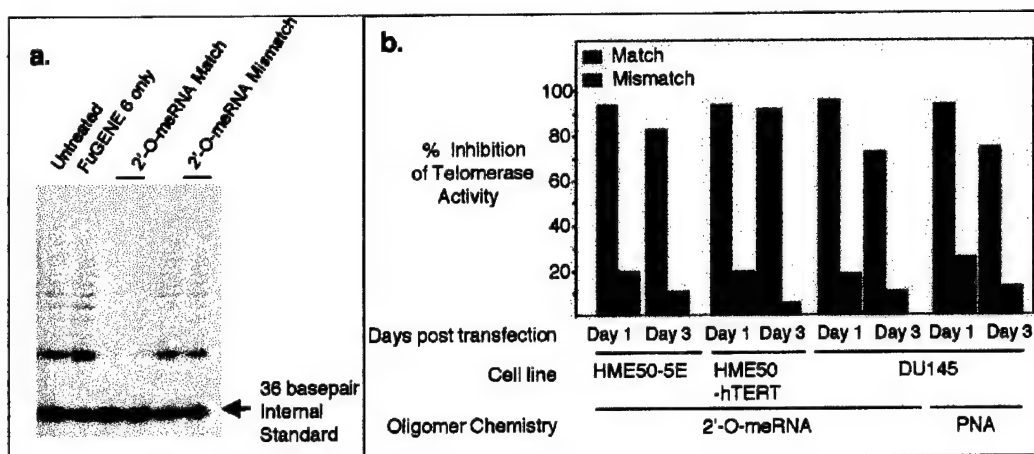 a.
Untreated
FuGENE 6 only
2'-O-meRNA Match
2'-O-meRNA Mismatch
36 basepair
Internal
Standard
b.
Match
Mismatch
% Inhibition
of Telomerase
Activity
100
80
60
40
20
Days post transfection
Day 1 Day 3 Day 1 Day 3 Day 1 Day 3 Day 1 Day 3
Cell line
HME50-5E
HME50
-hTERT
DU145
Oligomer Chemistry
2'-O-meRNA
PNA